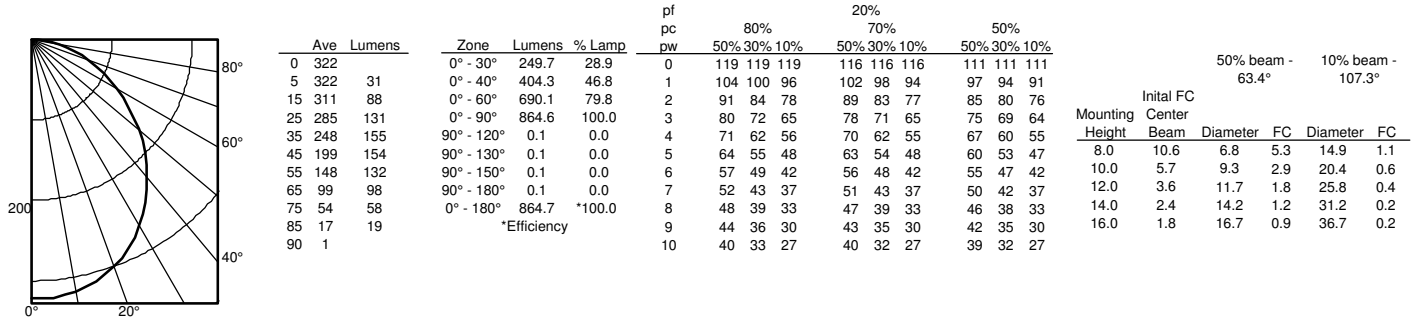 80°
60°
40°
20°
0°
200
Ave Lumens
0 322
5 322 31
15 311 88
25 285 131
35 248 155
45 199 154
55 148 132
65 99 98
75 54 58
85 17 19
90 1
Zone Lumens % Lamp
0° - 30° 249.7 28.9
0° - 40° 404.3 46.8
0° - 60° 690.1 79.8
0° - 90° 864.6 100.0
90° - 120° 0.1 0.0
90° - 130° 0.1 0.0
90° - 150° 0.1 0.0
90° - 180° 0.1 0.0
0° - 180° 864.7 *100.0
*Efficiency
pf 20%
pc 80% 70% 50%
pw 50% 30% 10% 50% 30% 10% 50% 30% 10%
0 119 119 119 116 116 116 111 111 111
1 104 100 96 102 98 94 97 94 91
2 91 84 78 89 83 77 85 80 76
3 80 72 65 78 71 65 75 69 64
4 71 62 56 70 62 55 67 60 55
5 64 55 48 63 54 48 60 53 47
6 57 49 42 56 48 42 55 47 42
7 52 43 37 51 43 37 50 42 37
8 48 39 33 47 39 33 46 38 33
9 44 36 30 43 35 30 42 35 30
10 40 33 27 40 32 27 39 32 27
50% beam - 10% beam -
63.4° 107.3°
Inital FC
Mounting Center
Height Beam Diameter FC Diameter FC
8.0 10.6 6.8 5.3 14.9 1.1
10.0 5.7 9.3 2.9 20.4 0.6
12.0 3.6 11.7 1.8 25.8 0.4
14.0 2.4 14.2 1.2 31.2 0.2
16.0 1.8 16.7 0.9 36.7 0.2